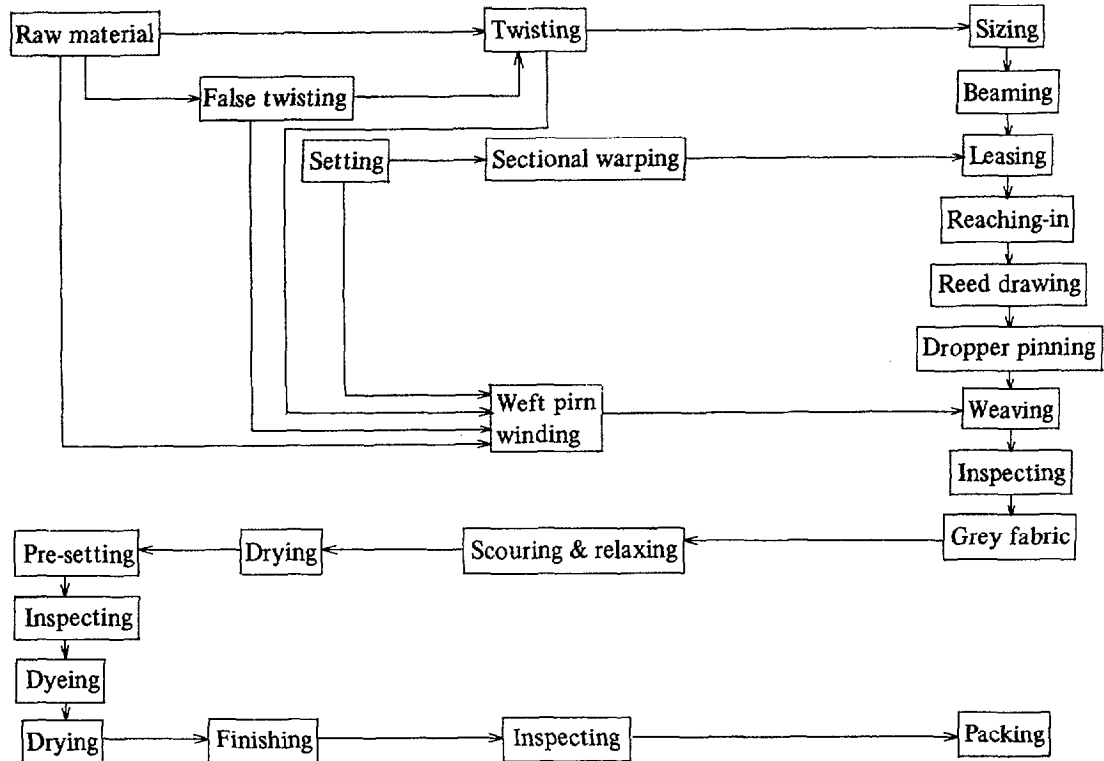 Raw material
Twisting
Sizing
False twisting
Beaming
Setting
Sectional warping
Leasing
Reaching-in
Reed drawing
Dropper pinning
Weft pirn
winding
Weaving
Inspecting
Grey fabric
Scouring & relaxing
Drying
Pre-setting
Inspecting
Dyeing
Drying
Finishing
Inspecting
Packing